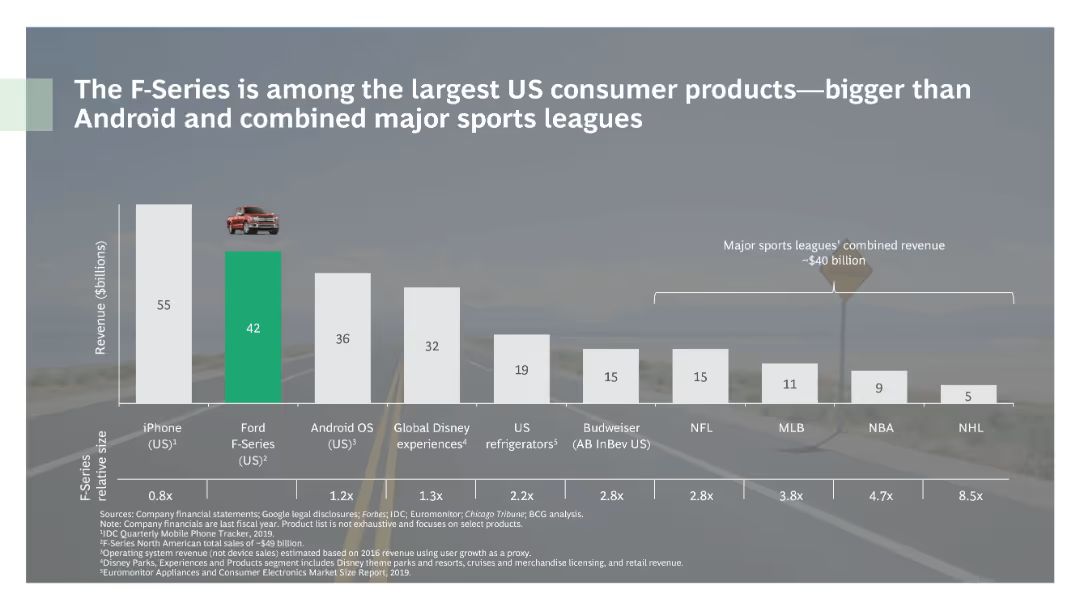 The F-Series is among the largest US consumer products—bigger than
Android and combined major sports leagues
Major sports leagues' combined revenue
~$40 billion
Revenue ($billions)
55
42
36
32
19
15
15
11
9
5
iPhone
(US)¹
Ford
F-Series
(US)²
Android OS
(US)³
Global Disney
experiences⁴
US
refrigerators⁵
Budweiser
(AB InBev US)
NFL
MLB
NBA
NHL
F-Series
relative size
0.8x
1.2x
1.3x
2.2x
2.8x
2.8x
3.8x
4.7x
8.5x
Sources: Company financial statements; Google legal disclosures; Forbes; IDC; Euromonitor; Chicago Tribune; BCG analysis.
Note: Company financials are last fiscal year. Product list is not exhaustive and focuses on select products.
¹IDC Quarterly Mobile Phone Tracker, 2019.
²F-Series North American total sales of ~$49 billion.
³Operating system revenue (not device sales) estimated based on 2016 revenue using user growth as a proxy.
⁴Disney Parks, Experiences and Products segment includes Disney theme parks and resorts, cruises and merchandise licensing, and retail revenue.
⁵Euromonitor Appliances and Consumer Electronics Market Size Report, 2019.